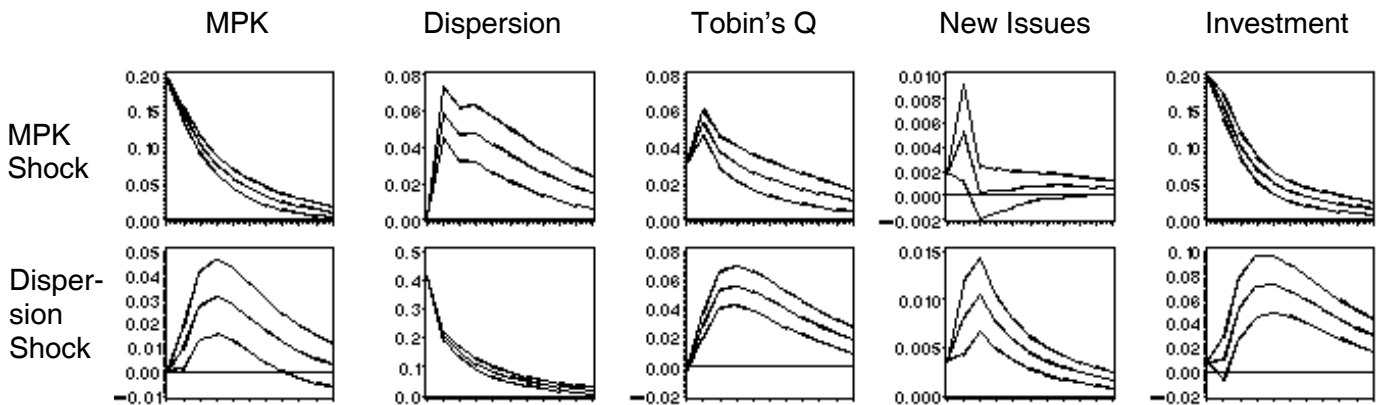 MPK Dispersion Tobin's Q New Issues Investment
MPK
Shock
0.20 0.15 0.10 0.05 0.00
0.08 0.06 0.04 0.02 0.00
0.08 0.06 0.04 0.02 0.00
0.010 0.008 0.006 0.004 0.002 0.000 −0.002
0.20 0.15 0.10 0.05 0.00
Disper-
sion
Shock
0.05 0.04 0.03 0.02 0.01 0.00 −0.01
0.5 0.4 0.3 0.2 0.1 0.0
0.08 0.06 0.04 0.02 0.00 −0.02
0.015 0.010 0.005 0.000
0.10 0.08 0.06 0.04 0.02 0.00 −0.02